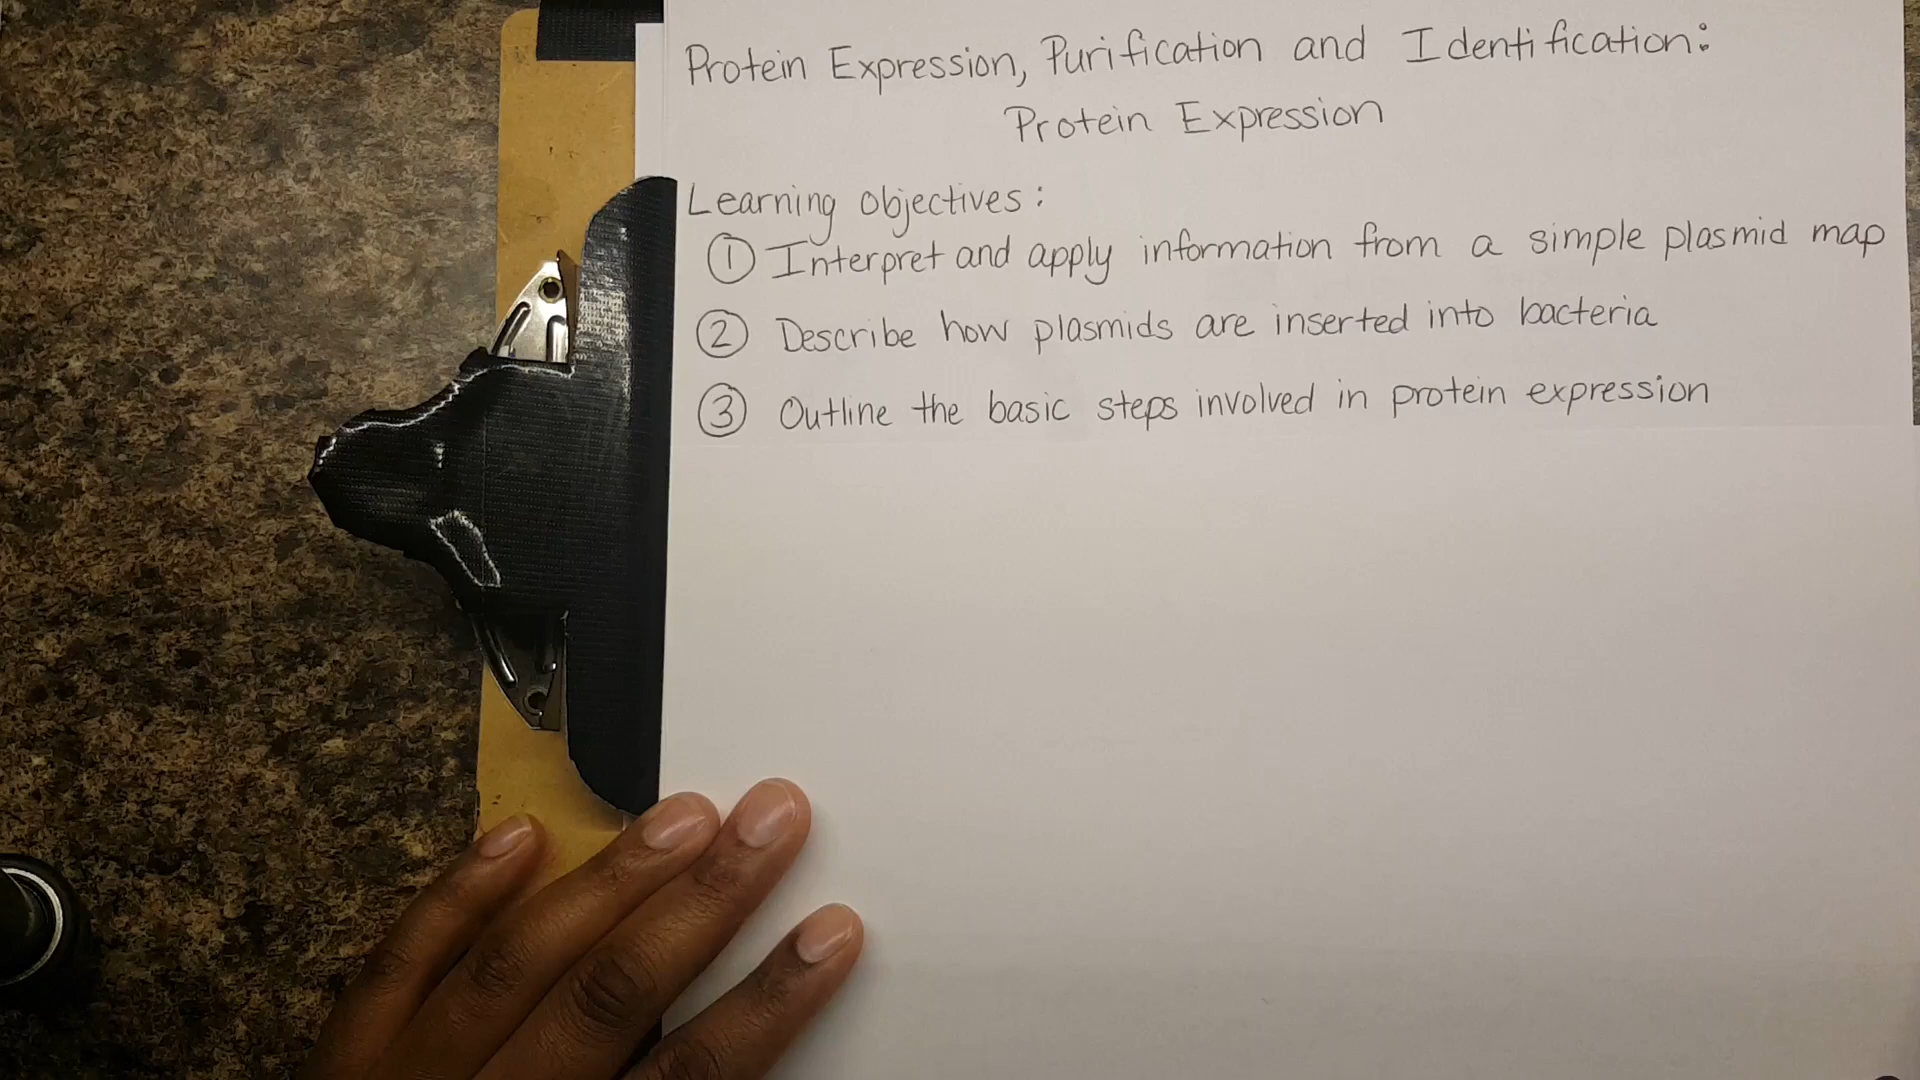 Protein Expression, Purification and Identification:
Protein Expression
Learning objectives:
① Interpret and apply information from a simple plasmid map
② Describe how plasmids are inserted into bacteria
③ Outline the basic steps involved in protein expression